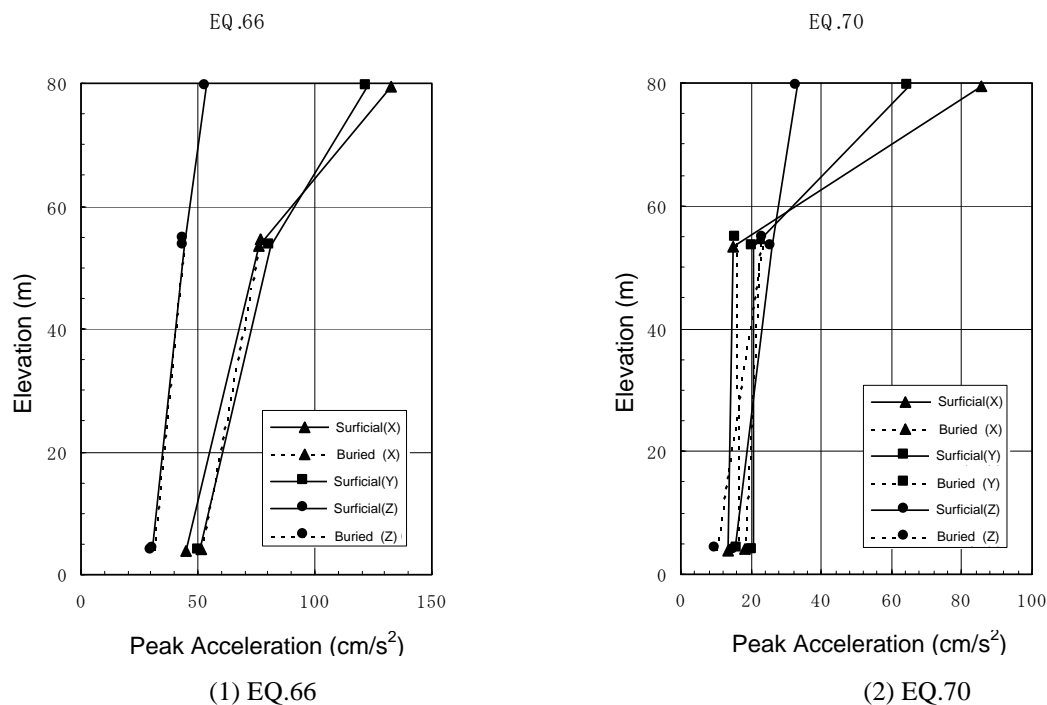 EQ.66
80
60
40
20
0
Elevation (m)
Surficial(X)
Buried (X)
Surficial(Y)
Buried (Y)
Surficial(Z)
Buried (Z)
0 50 100 150
Peak Acceleration (cm/s²)
(1) EQ.66
EQ.70
80
60
40
20
0
Elevation (m)
Surficial(X)
Buried (X)
Surficial(Y)
Buried (Y)
Surficial(Z)
Buried (Z)
0 20 40 60 80 100
Peak Acceleration (cm/s²)
(2) EQ.70